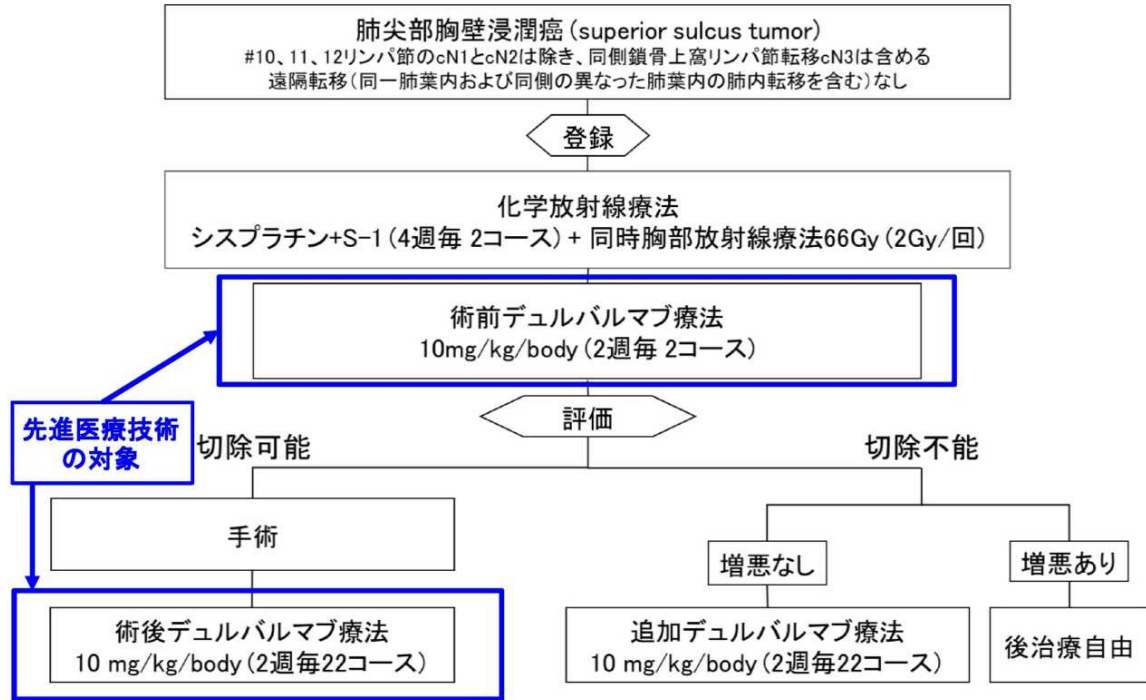 肺尖部胸壁浸潤癌(superior sulcus tumor)
#10、11、12リンパ節のcN1とcN2は除き、同側鎖骨上窩リンパ節転移cN3は含める
遠隔転移(同一肺葉内および同側の異なった肺葉内の肺内転移を含む)なし
登録
化学放射線療法
シスプラチン+S-1(4週毎 2コース) + 同時胸部放射線療法66Gy(2Gy/回)
術前デュルバルマブ療法
10mg/kg/body(2週毎 2コース)
先進医療技術
の対象
評価
切除可能
切除不能
手術
増悪なし
増悪あり
術後デュルバルマブ療法
10 mg/kg/body(2週毎22コース)
追加デュルバルマブ療法
10 mg/kg/body(2週毎22コース)
後治療自由